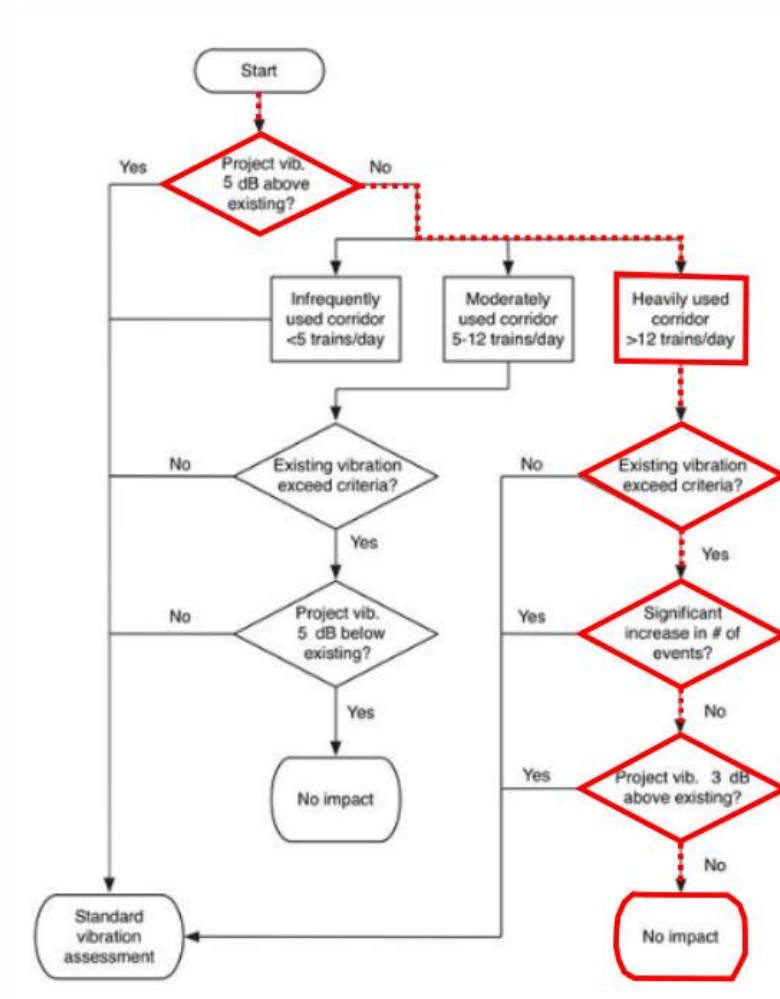 Start
Yes
Project vib.
5 dB above
existing?
No
Infrequently
used corridor
<5 trains/day
Moderately
used corridor
5-12 trains/day
Heavily used
corridor
>12 trains/day
No
Existing vibration
exceed criteria?
No
Existing vibration
exceed criteria?
Yes
Yes
No
Project vib.
5 dB below
existing?
Yes
Significant
increase in # of
events?
Yes
No
No impact
Yes
Project vib. 3 dB
above existing?
No
Standard
vibration
assessment
No impact